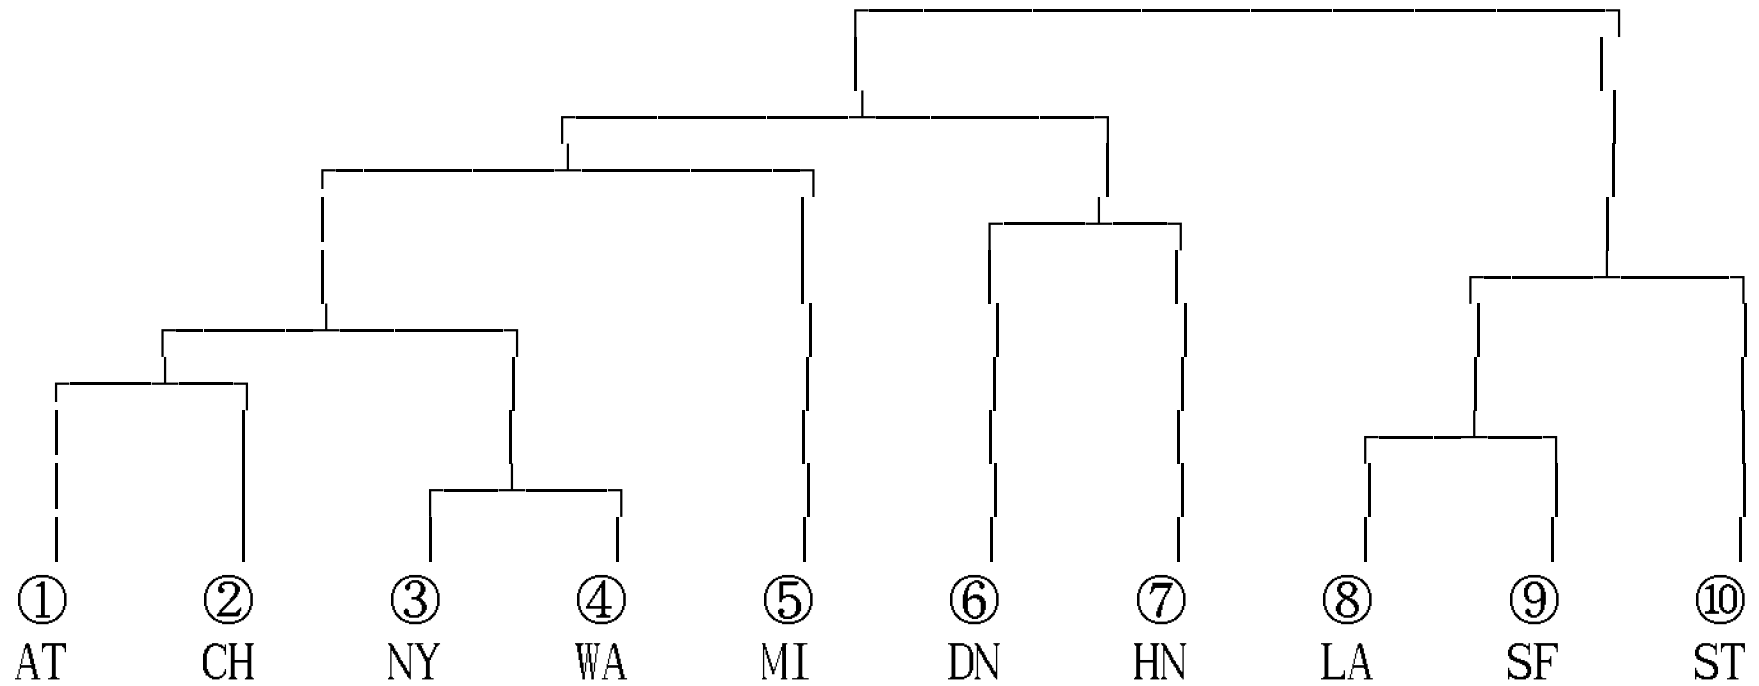 ① ② ③ ④ ⑤ ⑥ ⑦ ⑧ ⑨ ⑩
AT CH NY WA MI DN HN LA SF ST